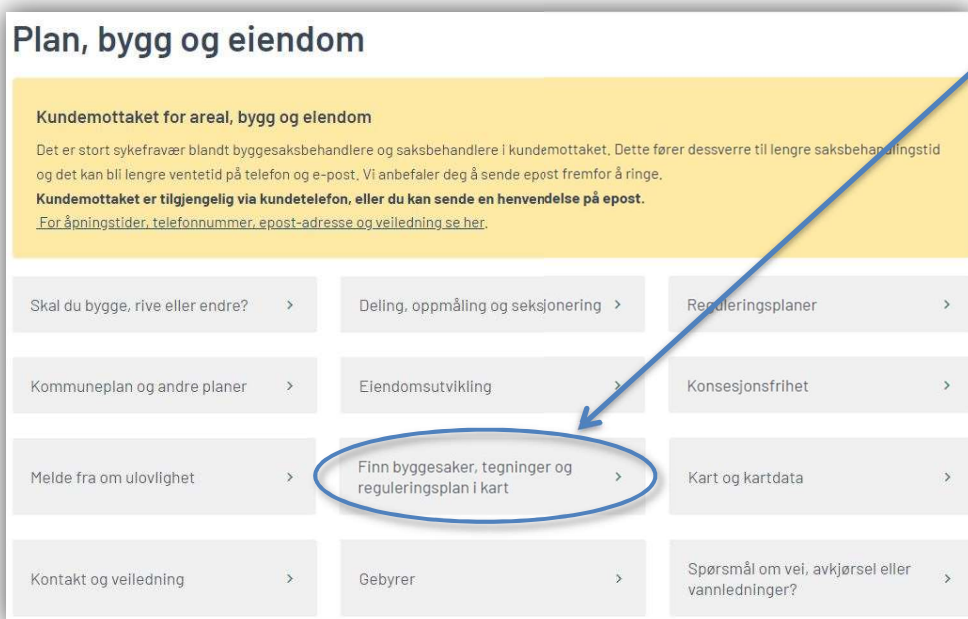 Plan, bygg og eiendom
Kundemottaket for areal, bygg og eiendom
Det er stort sykefravær blandt byggesaksbehandlere og saksbehandlere i kundemottaket. Dette fører dessverre til lengre saksbehandlingstid
og det kan bli lengre ventetid på telefon og e-post. Vi anbefaler deg å sende epost fremfor å ringe.
Kundemottaket er tilgjengelig via kundetelefon, eller du kan sende en henvendelse på epost.
For åpningstider, telefonnummer, epost-adresse og veiledning se her.
Skal du bygge, rive eller endre?
Deling, oppmåling og seksjonering
Reguleringsplaner
Kommuneplan og andre planer
Eiendomsutvikling
Konsesjonsfrihet
Melde fra om ulovlighet
Finn byggesaker, tegninger og
reguleringsplan i kart
Kart og kartdata
Kontakt og veiledning
Gebyrer
Spørsmål om vei, avkjørsel eller
vannledninger?